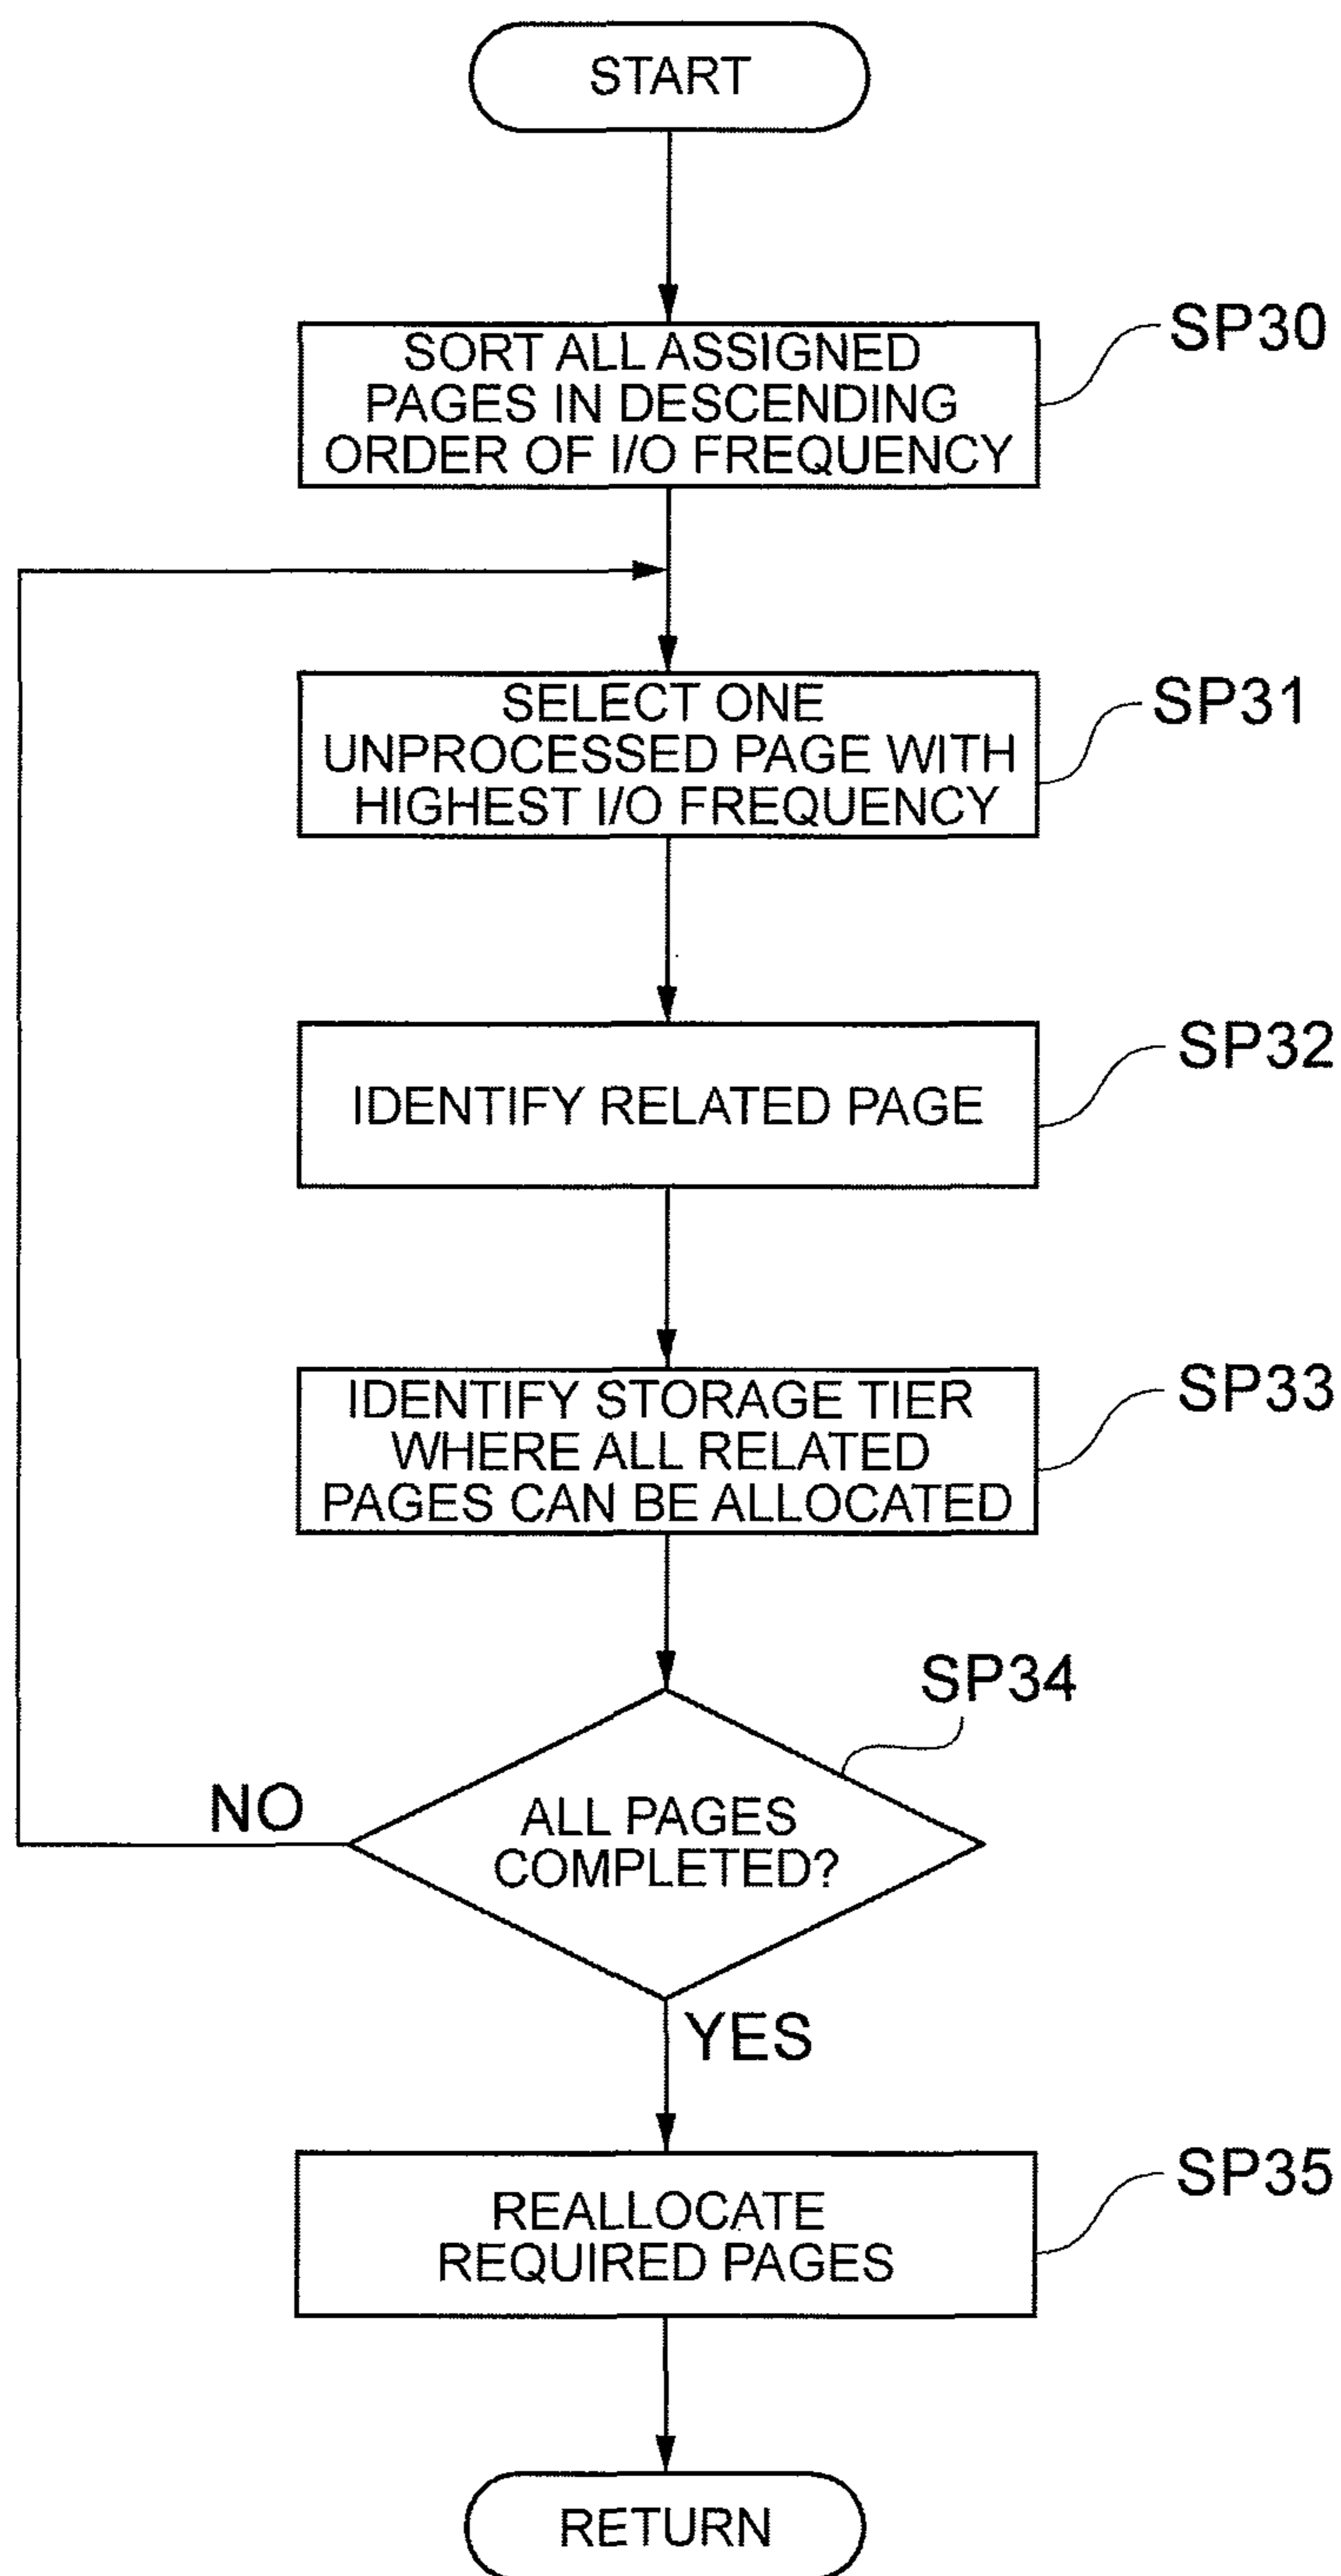 START
SORT ALL ASSIGNED
PAGES IN DESCENDING
ORDER OF I/O FREQUENCY
SP30
SELECT ONE
UNPROCESSED PAGE WITH
HIGHEST I/O FREQUENCY
SP31
IDENTIFY RELATED PAGE
SP32
IDENTIFY STORAGE TIER
WHERE ALL RELATED
PAGES CAN BE ALLOCATED
SP33
SP34
ALL PAGES
COMPLETED?
NO
YES
REALLOCATE
REQUIRED PAGES
SP35
RETURN